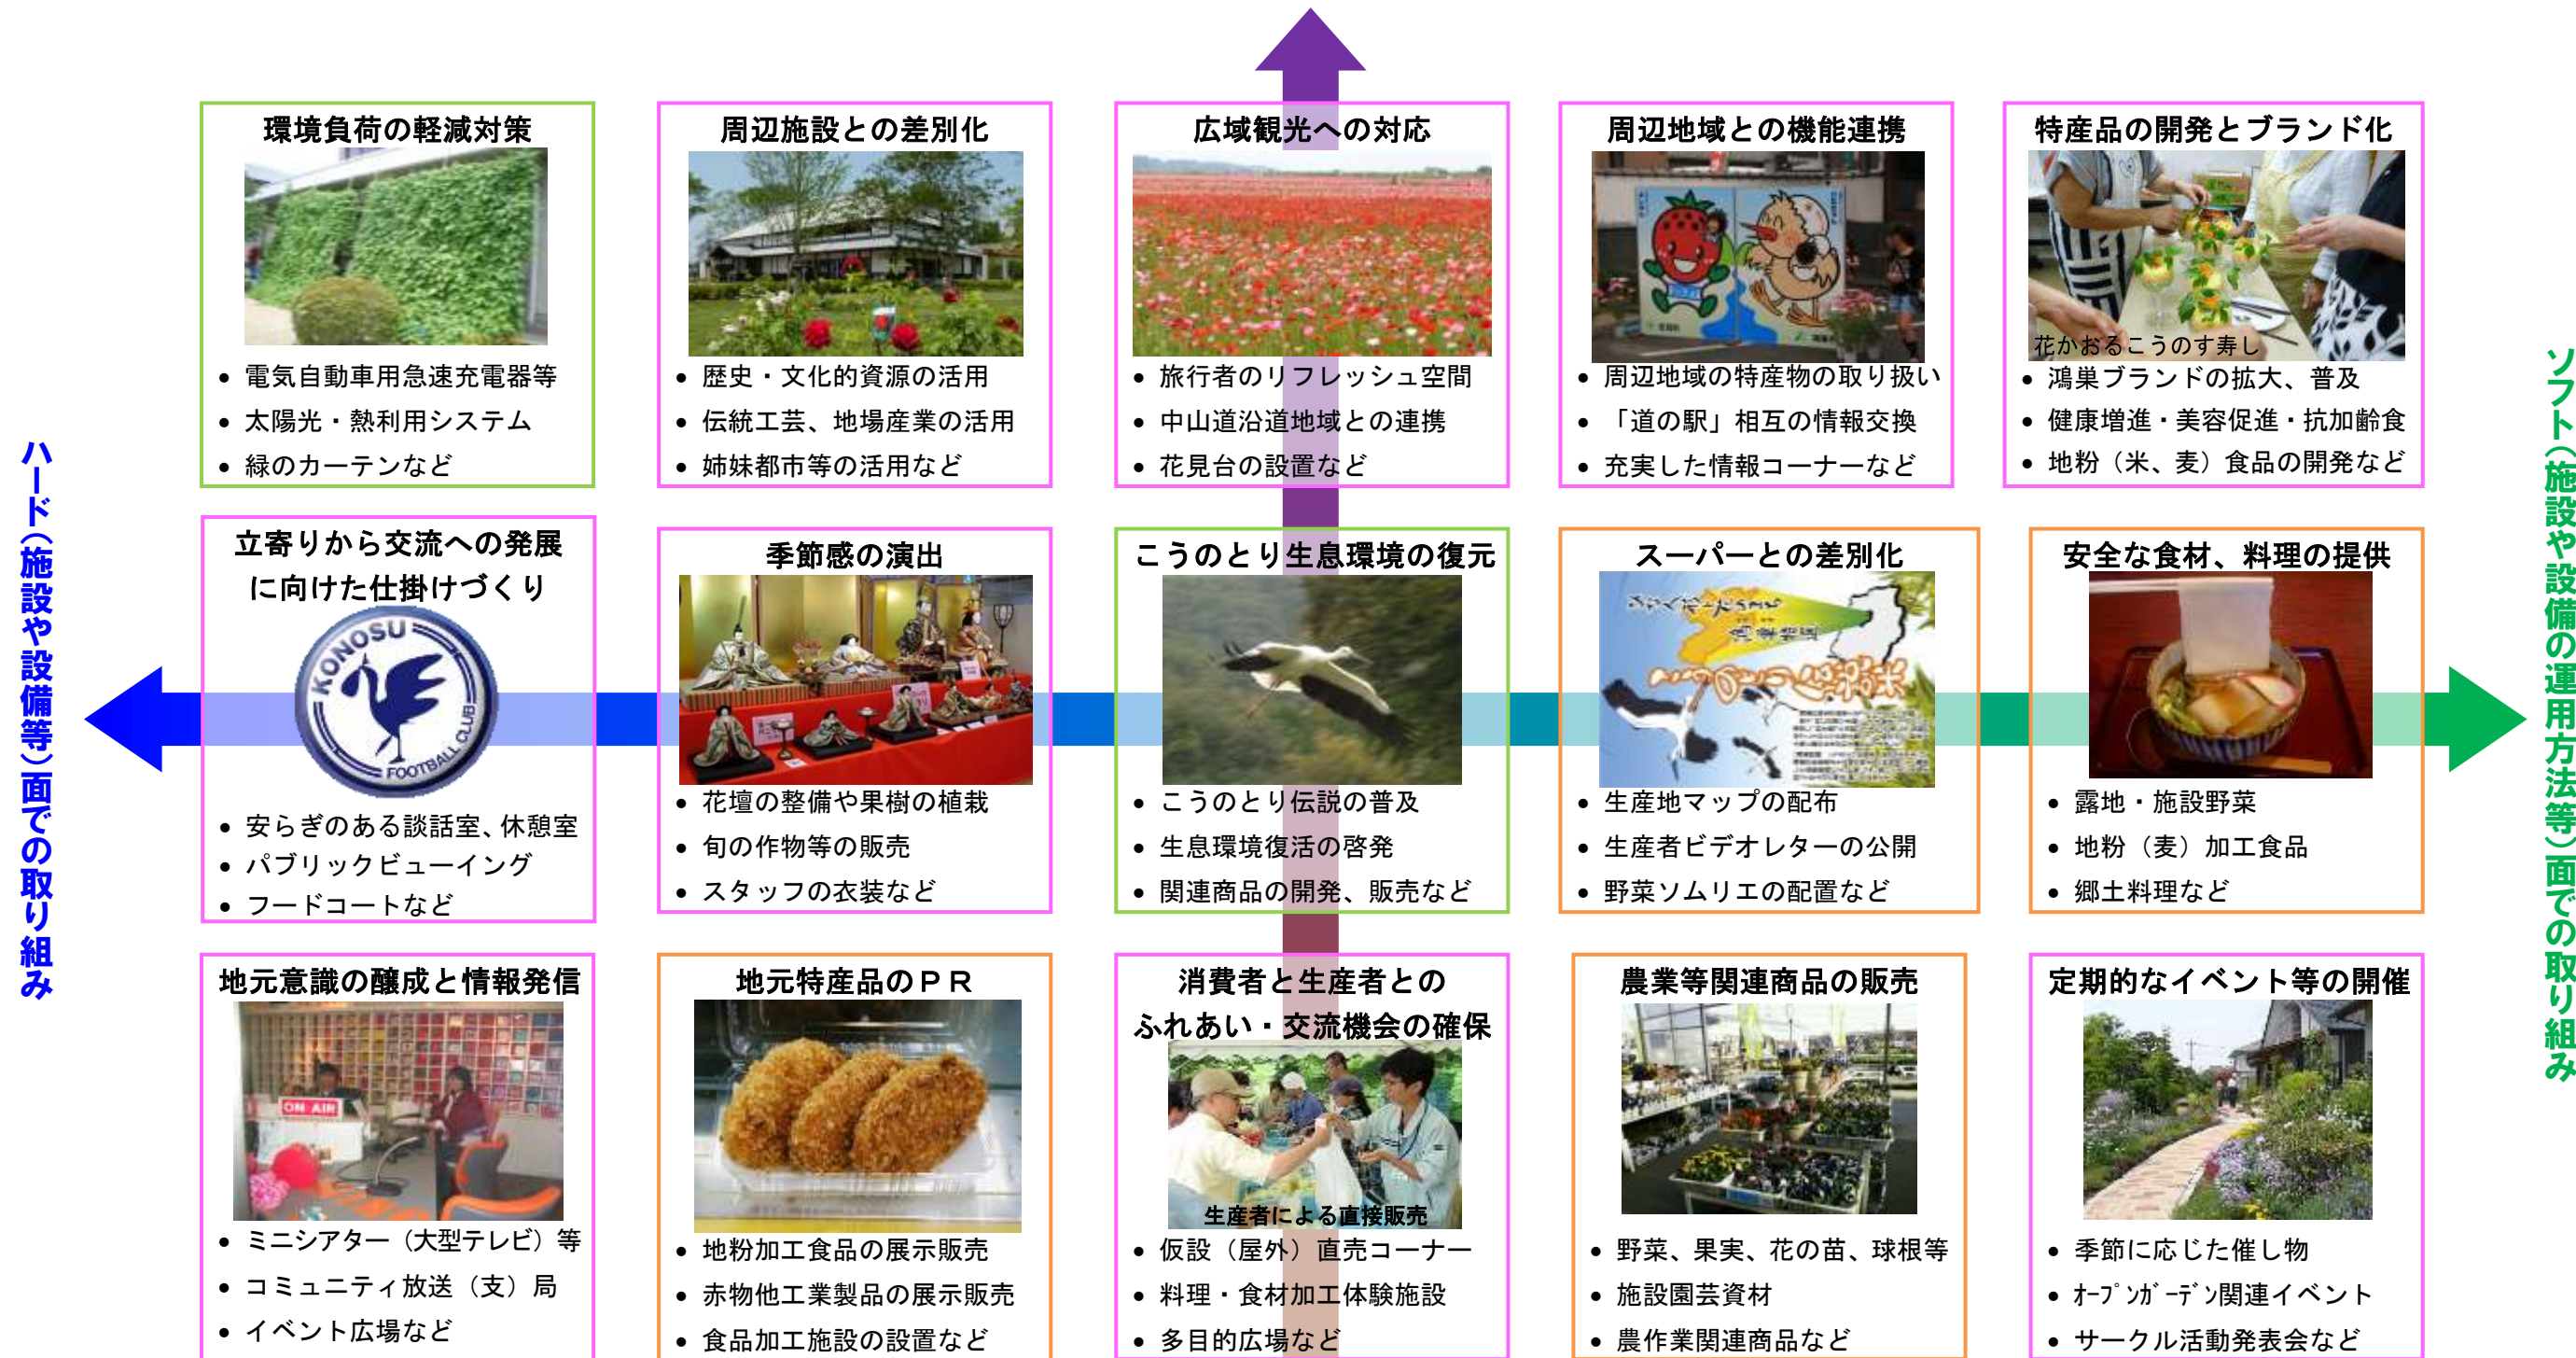 環境負荷の軽減対策
• 電気自動車用急速充電器等
• 太陽光・熱利用システム
• 緑のカーテンなど
周辺施設との差別化
• 歴史・文化的資源の活用
• 伝統工芸、地場産業の活用
• 姉妹都市等の活用など
広域観光への対応
• 旅行者のリフレッシュ空間
• 中山道沿道地域との連携
• 花見台の設置など
周辺地域との機能連携
• 周辺地域の特産物の取り扱い
• 「道の駅」相互の情報交換
• 充実した情報コーナーなど
特産品の開発とブランド化
花かおるこうのす寿し
• 鴻巣ブランドの拡大、普及
• 健康増進・美容促進・抗加齢食
• 地粉（米、麦）食品の開発など
ハード（施設や設備等）面での取り組み
立寄りから交流への発展
に向けた仕掛けづくり
KONOSU
FOOTBALL CLUB
• 安らぎのある談話室、休憩室
• パブリックビューイング
• フードコートなど
季節感の演出
• 花壇の整備や果樹の植栽
• 旬の作物等の販売
• スタッフの衣装など
こうのとり生息環境の復元
• こうのとり伝説の普及
• 生息環境復活の啓発
• 関連商品の開発、販売など
スーパーとの差別化
こうのとり伝説米
• 生産地マップの配布
• 生産者ビデオレターの公開
• 野菜ソムリエの配置など
安全な食材、料理の提供
• 露地・施設野菜
• 地粉（麦）加工食品
• 郷土料理など
ソフト（施設や設備の運用方法等）面での取り組み
地元意識の醸成と情報発信
ON AIR
• ミニシアター（大型テレビ）等
• コミュニティ放送（支）局
• イベント広場など
地元特産品のＰＲ
• 地粉加工食品の展示販売
• 赤物他工業製品の展示販売
• 食品加工施設の設置など
消費者と生産者との
ふれあい・交流機会の確保
生産者による直接販売
• 仮設（屋外）直売コーナー
• 料理・食材加工体験施設
• 多目的広場など
農業等関連商品の販売
• 野菜、果実、花の苗、球根等
• 施設園芸資材
• 農作業関連商品など
定期的なイベント等の開催
• 季節に応じた催し物
• ｵｰﾌﾟﾝｶﾞｰﾃﾞﾝ関連イベント
• サークル活動発表会など